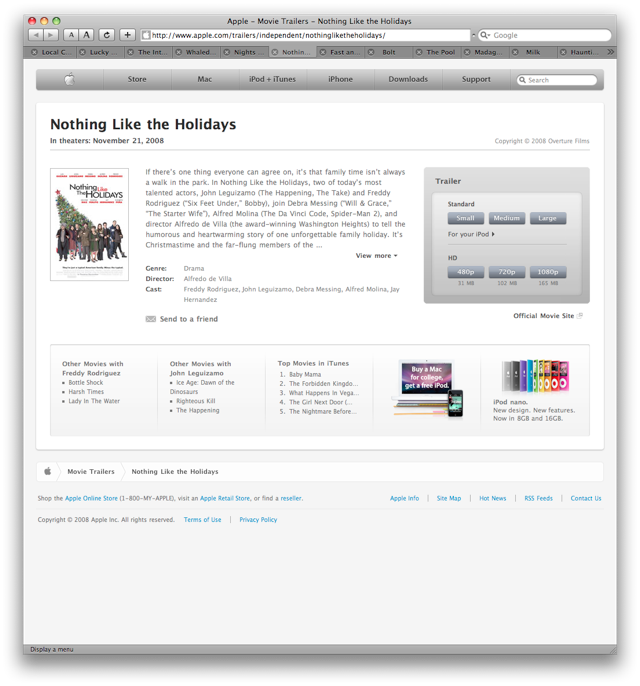 Apple – Movie Trailers – Nothing Like the Holidays
A A + http://www.apple.com/trailers/independent/nothingliketheholidays/ Google
Local C... Lucky... The Int... Whaled... Nights... Nothin... Fast an... Bolt The Pool Madag... Milk Haunti... >>
Store Mac iPod + iTunes iPhone Downloads Support Search
Nothing Like the Holidays
In theaters: November 21, 2008
Copyright © 2008 Overture Films
Nothing Like
The HOLIDAYS
If there's one thing everyone can agree on, it's that family time isn't always
a walk in the park. In Nothing Like the Holidays, two of today's most
talented actors, John Leguizamo (The Happening, The Take) and Freddy
Rodriguez ("Six Feet Under," Bobby), join Debra Messing ("Will & Grace,"
"The Starter Wife"), Alfred Molina (The Da Vinci Code, Spider-Man 2), and
director Alfredo de Villa (the award-winning Washington Heights) to tell the
humorous and heartwarming story of one unforgettable family holiday. It's
Christmastime and the far-flung members of the ...
View more
Genre: Drama
Director: Alfredo de Villa
Cast: Freddy Rodriguez, John Leguizamo, Debra Messing, Alfred Molina, Jay
Hernandez
Send to a friend
Trailer
Standard
Small Medium Large
For your iPod
HD
480p 720p 1080p
51 MB 102 MB 165 MB
Official Movie Site
Other Movies with
Freddy Rodriguez
Bottle Shock
Harsh Times
Lady In The Water
Other Movies with
John Leguizamo
Ice Age: Dawn of the
Dinosaurs
Righteous Kill
The Happening
Top Movies in iTunes
1. Baby Mama
2. The Forbidden Kingdo...
3. What Happens In Vega...
4. The Girl Next Door (...
5. The Nightmare Before...
Buy a Mac
for college,
get a free iPod.
iPod nano.
New design. New features.
Now in 8GB and 16GB.
Movie Trailers Nothing Like the Holidays
Shop the Apple Online Store (1-800-MY-APPLE), visit an Apple Retail Store, or find a reseller.
Apple Info | Site Map | Hot News | RSS Feeds | Contact Us
Copyright © 2008 Apple Inc. All rights reserved. Terms of Use | Privacy Policy
Display a menu